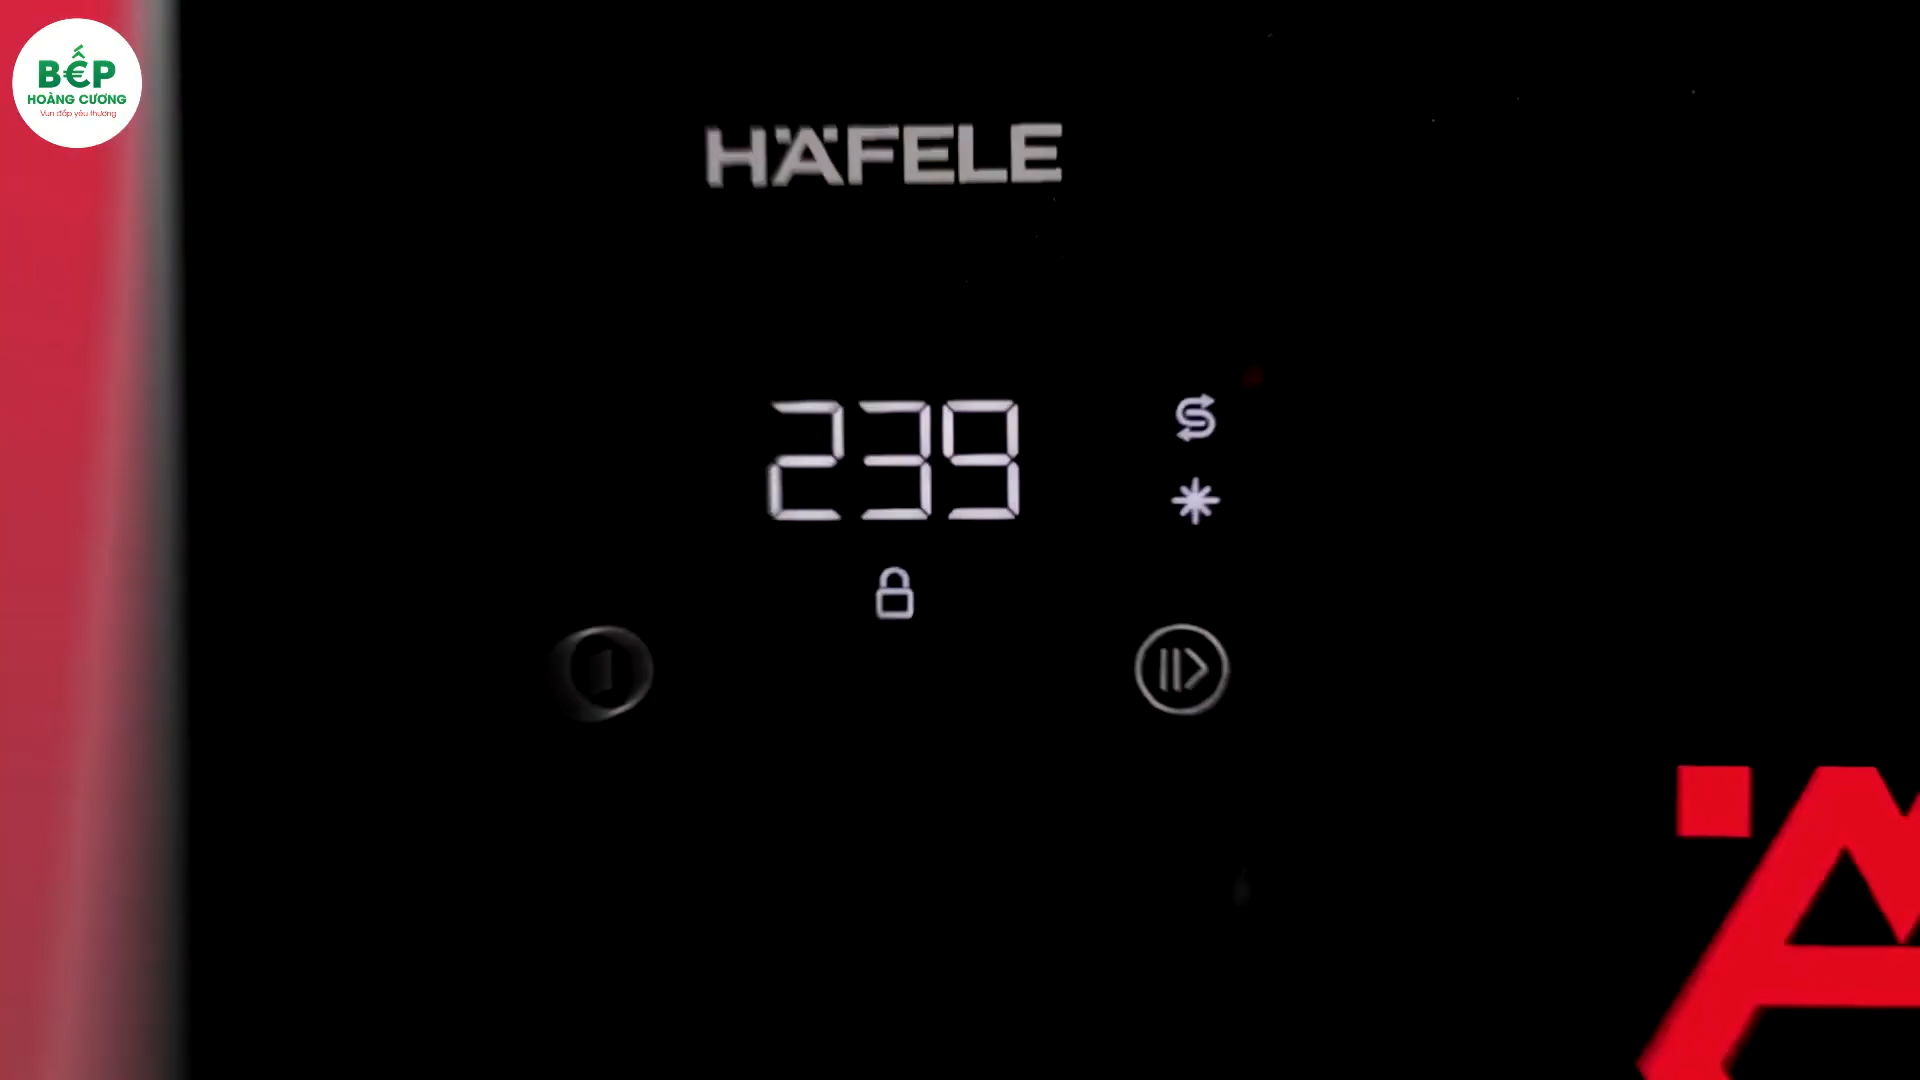 BẾP
HOÀNG CƯƠNG
Vun đắp yêu thương
HÄFELE
239